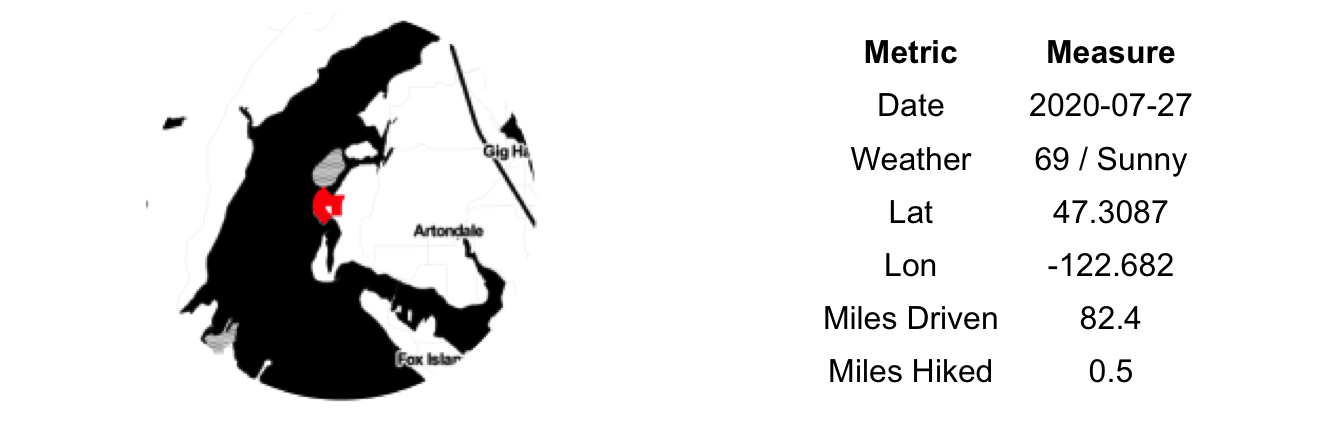 Gig Ha
Artondale
Fox Islan
Metric Measure
Date 2020-07-27
Weather 69 / Sunny
Lat 47.3087
Lon -122.682
Miles Driven 82.4
Miles Hiked 0.5